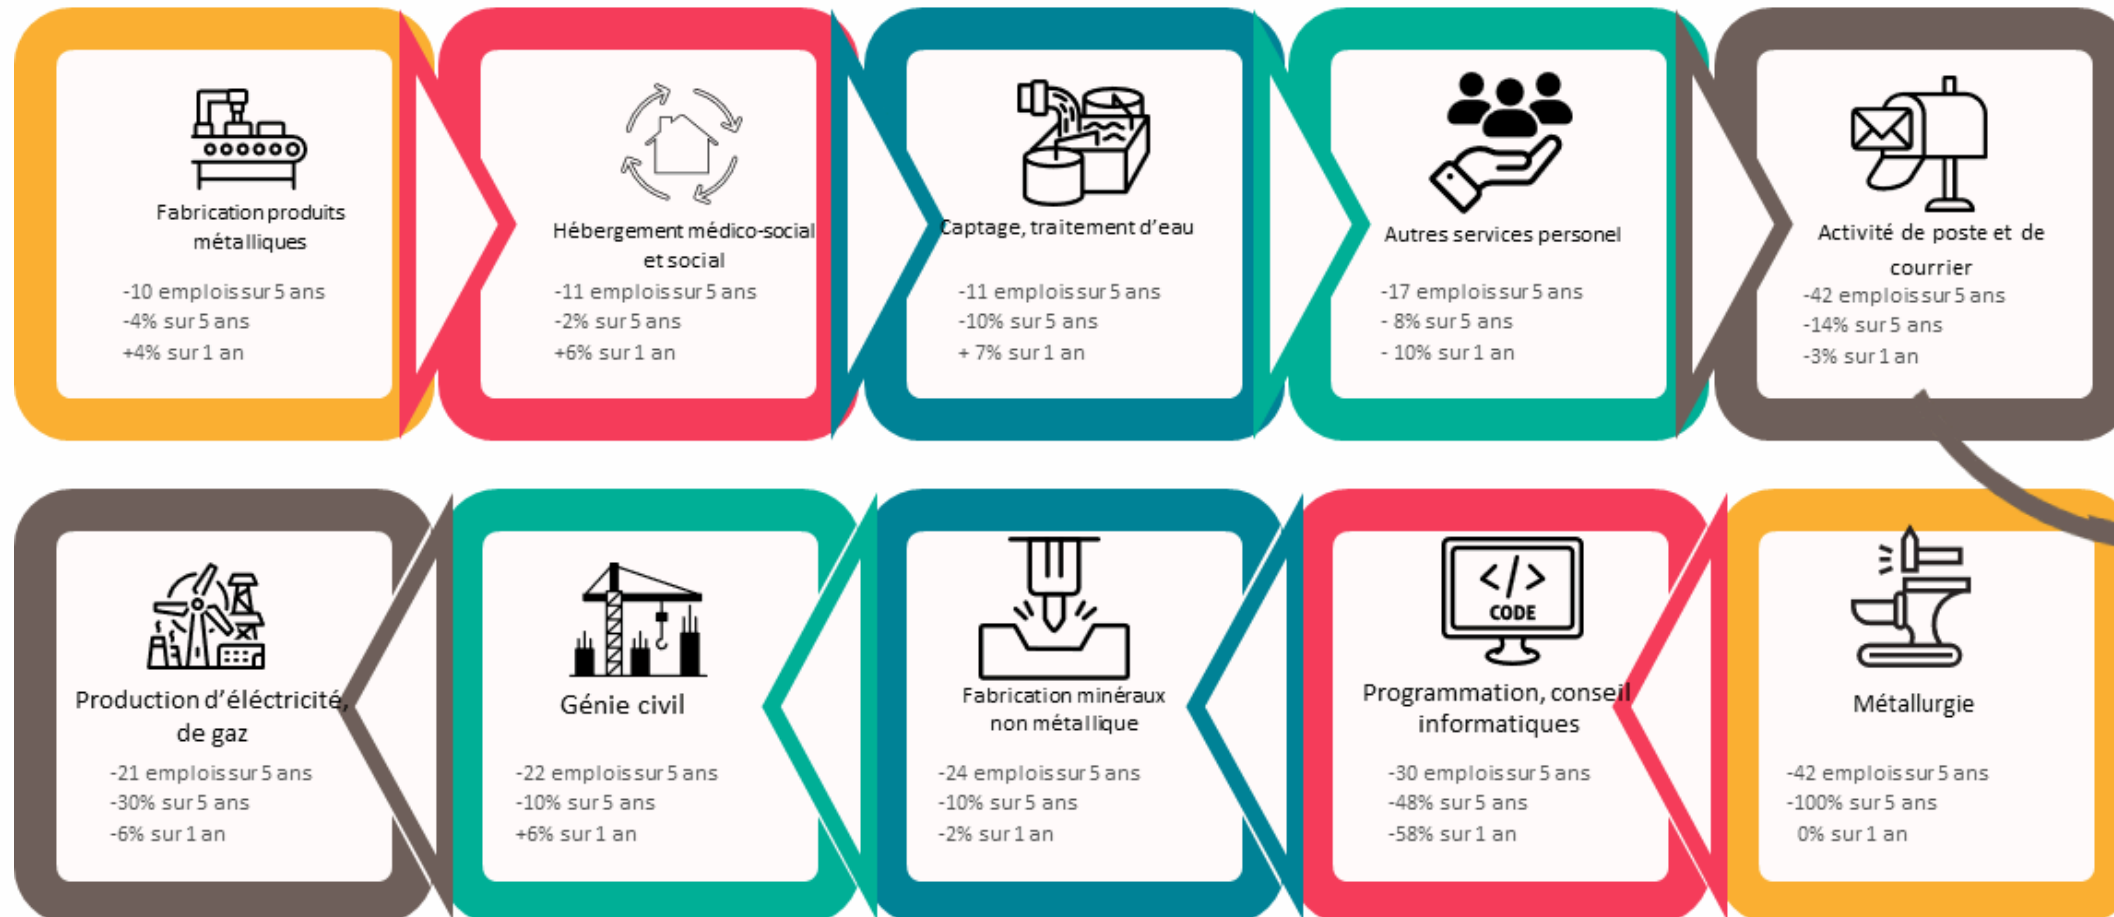 Fabrication produits
métalliques
-10 emplois sur 5 ans
-4% sur 5 ans
+4% sur 1 an
Hébergement médico-social
et social
-11 emplois sur 5 ans
-2% sur 5 ans
+6% sur 1 an
Captage, traitement d'eau
-11 emplois sur 5 ans
-10% sur 5 ans
+ 7% sur 1 an
Autres services personel
-17 emplois sur 5 ans
- 8% sur 5 ans
- 10% sur 1 an
Activité de poste et de
courrier
-42 emplois sur 5 ans
-14% sur 5 ans
-3% sur 1 an
Production d'éléctricité,
de gaz
-21 emplois sur 5 ans
-30% sur 5 ans
-6% sur 1 an
Génie civil
-22 emplois sur 5 ans
-10% sur 5 ans
+6% sur 1 an
Fabrication minéraux
non métallique
-24 emplois sur 5 ans
-10% sur 5 ans
-2% sur 1 an
</>
CODE
Programmation, conseil
informatiques
-30 emplois sur 5 ans
-48% sur 5 ans
-58% sur 1 an
Métallurgie
-42 emplois sur 5 ans
-100% sur 5 ans
0% sur 1 an